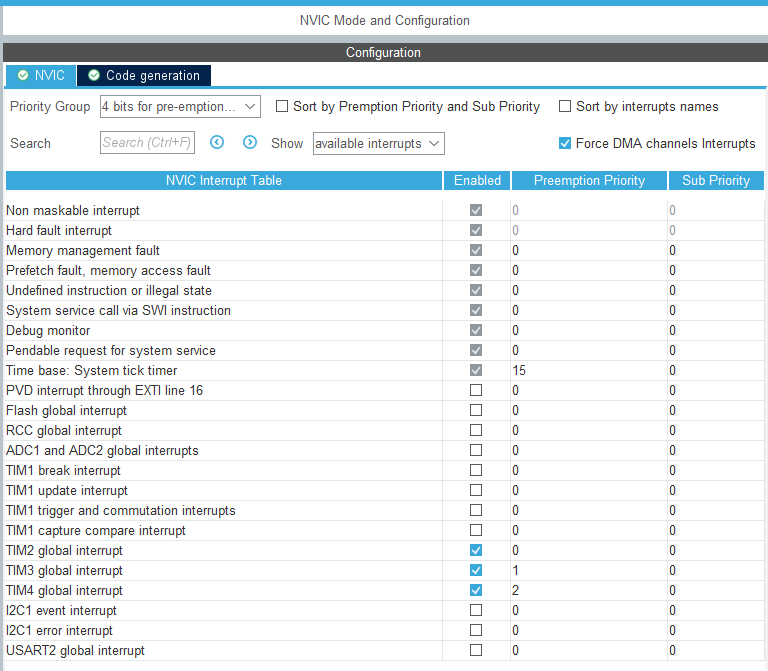 NVIC Mode and Configuration
Configuration
NVIC Code generation
Priority Group 4 bits for pre-emption... Sort by Premption Priority and Sub Priority Sort by interrupts names
Search Search (Ctrl+F) Show available interrupts Force DMA channels Interrupts
NVIC Interrupt Table Enabled Preemption Priority Sub Priority
Non maskable interrupt 0 0
Hard fault interrupt 0 0
Memory management fault 0 0
Prefetch fault, memory access fault 0 0
Undefined instruction or illegal state 0 0
System service call via SWI instruction 0 0
Debug monitor 0 0
Pendable request for system service 0 0
Time base: System tick timer 15 0
PVD interrupt through EXTI line 16 0 0
Flash global interrupt 0 0
RCC global interrupt 0 0
ADC1 and ADC2 global interrupts 0 0
TIM1 break interrupt 0 0
TIM1 update interrupt 0 0
TIM1 trigger and commutation interrupts 0 0
TIM1 capture compare interrupt 0 0
TIM2 global interrupt 0 0
TIM3 global interrupt 1 0
TIM4 global interrupt 2 0
I2C1 event interrupt 0 0
I2C1 error interrupt 0 0
USART2 global interrupt 0 0